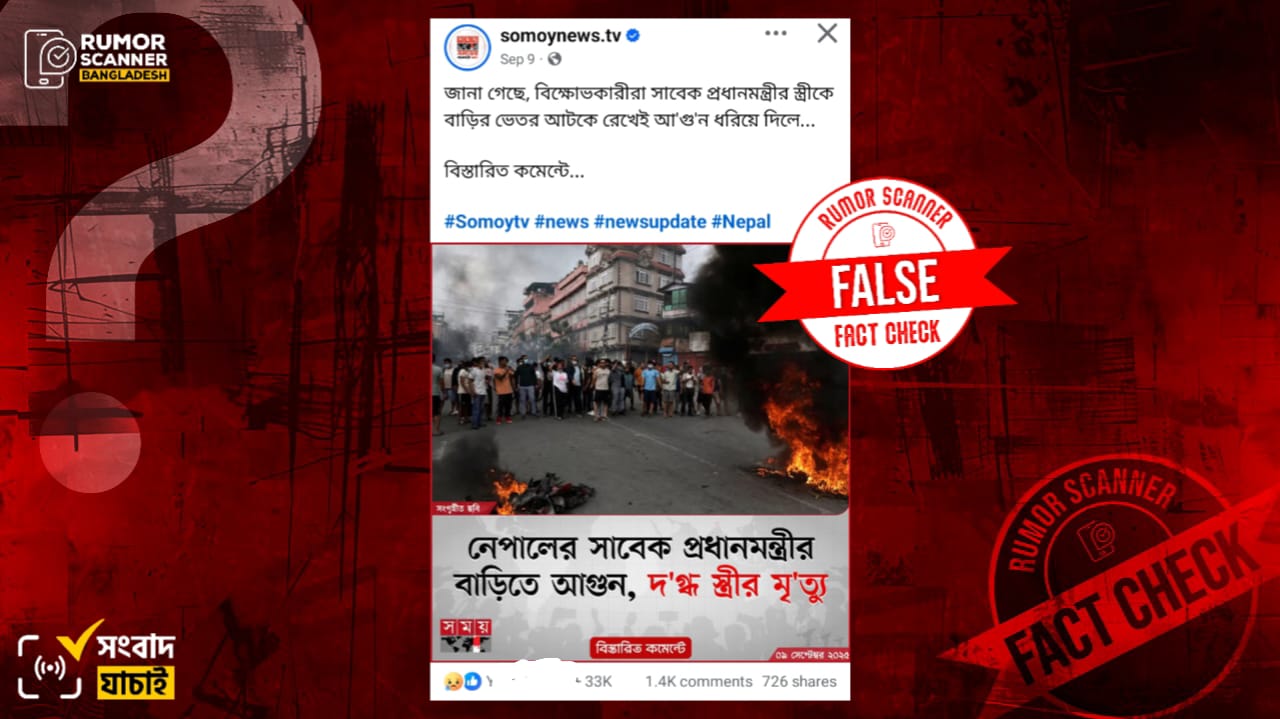 RUMOR
SCANNER
BANGLADESH
somoynews.tv
Sep 9 ·
জানা গেছে, বিক্ষোভকারীরা সাবেক প্রধানমন্ত্রীর স্ত্রীকে
বাড়ির ভেতর আটকে রেখেই আ'গু'ন ধরিয়ে দিলে...
বিস্তারিত কমেন্টে...
#Somoytv #news #newsupdate #Nepal
RUMOR SCANNER
FALSE
FACT CHECK
সংগৃহীত ছবি
নেপালের সাবেক প্রধানমন্ত্রীর
বাড়িতে আগুন, দ'গ্ধ স্ত্রীর মৃ'ত্যু
সময়
বিস্তারিত কমেন্টে
০৯ সেপ্টেম্বর ২০২৫
33K 1.4K comments 726 shares
RUMOR SCANNER
FACT CHECK
সংবাদ
যাচাই